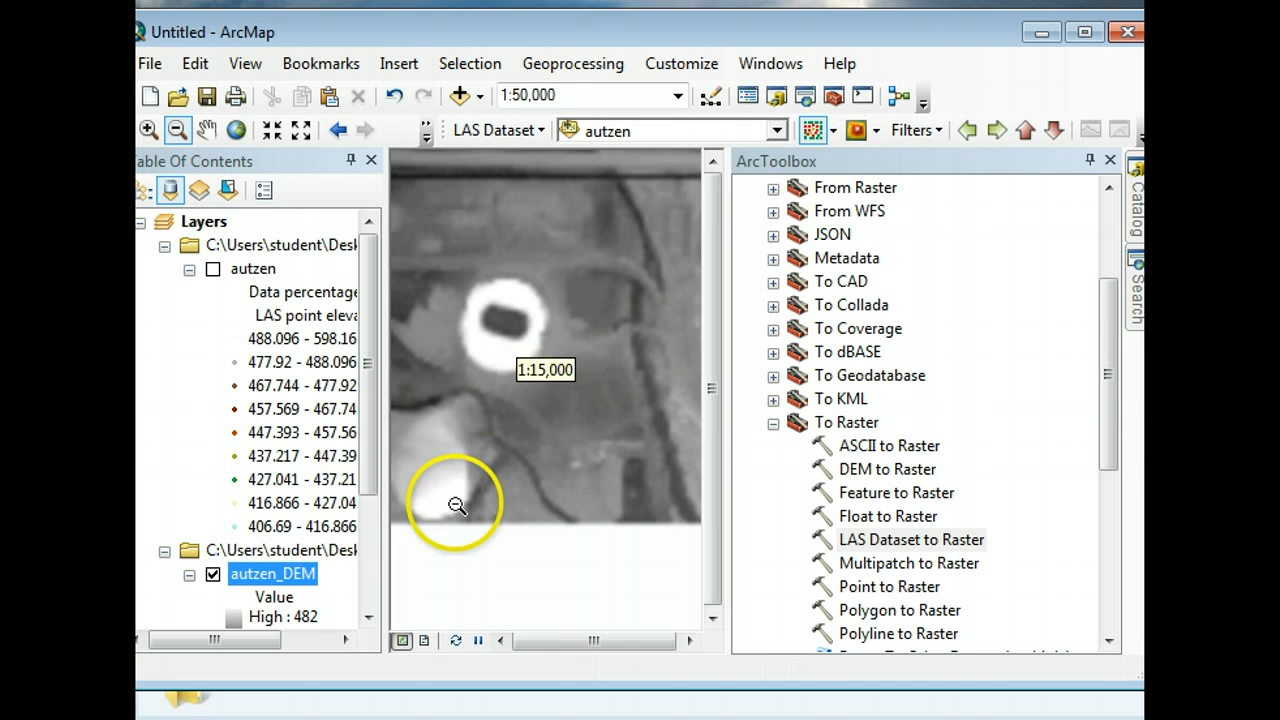 Untitled - ArcMap
File Edit View Bookmarks Insert Selection Geoprocessing Customize Windows Help
1:50,000
LAS Dataset autzen Filters
able Of Contents
Layers
C:\Users\student\Desk
autzen
Data percentage
LAS point eleva
488.096 - 598.16
477.92 - 488.096
467.744 - 477.92
457.569 - 467.74
447.393 - 457.56
437.217 - 447.39
427.041 - 437.21
416.866 - 427.04
406.69 - 416.866
C:\Users\student\Desk
autzen_DEM
Value
High : 482
1:15,000
ArcToolbox
From Raster
From WFS
JSON
Metadata
To CAD
To Collada
To Coverage
To dBASE
To Geodatabase
To KML
To Raster
ASCII to Raster
DEM to Raster
Feature to Raster
Float to Raster
LAS Dataset to Raster
Multipatch to Raster
Point to Raster
Polygon to Raster
Polyline to Raster
Catalog
Search